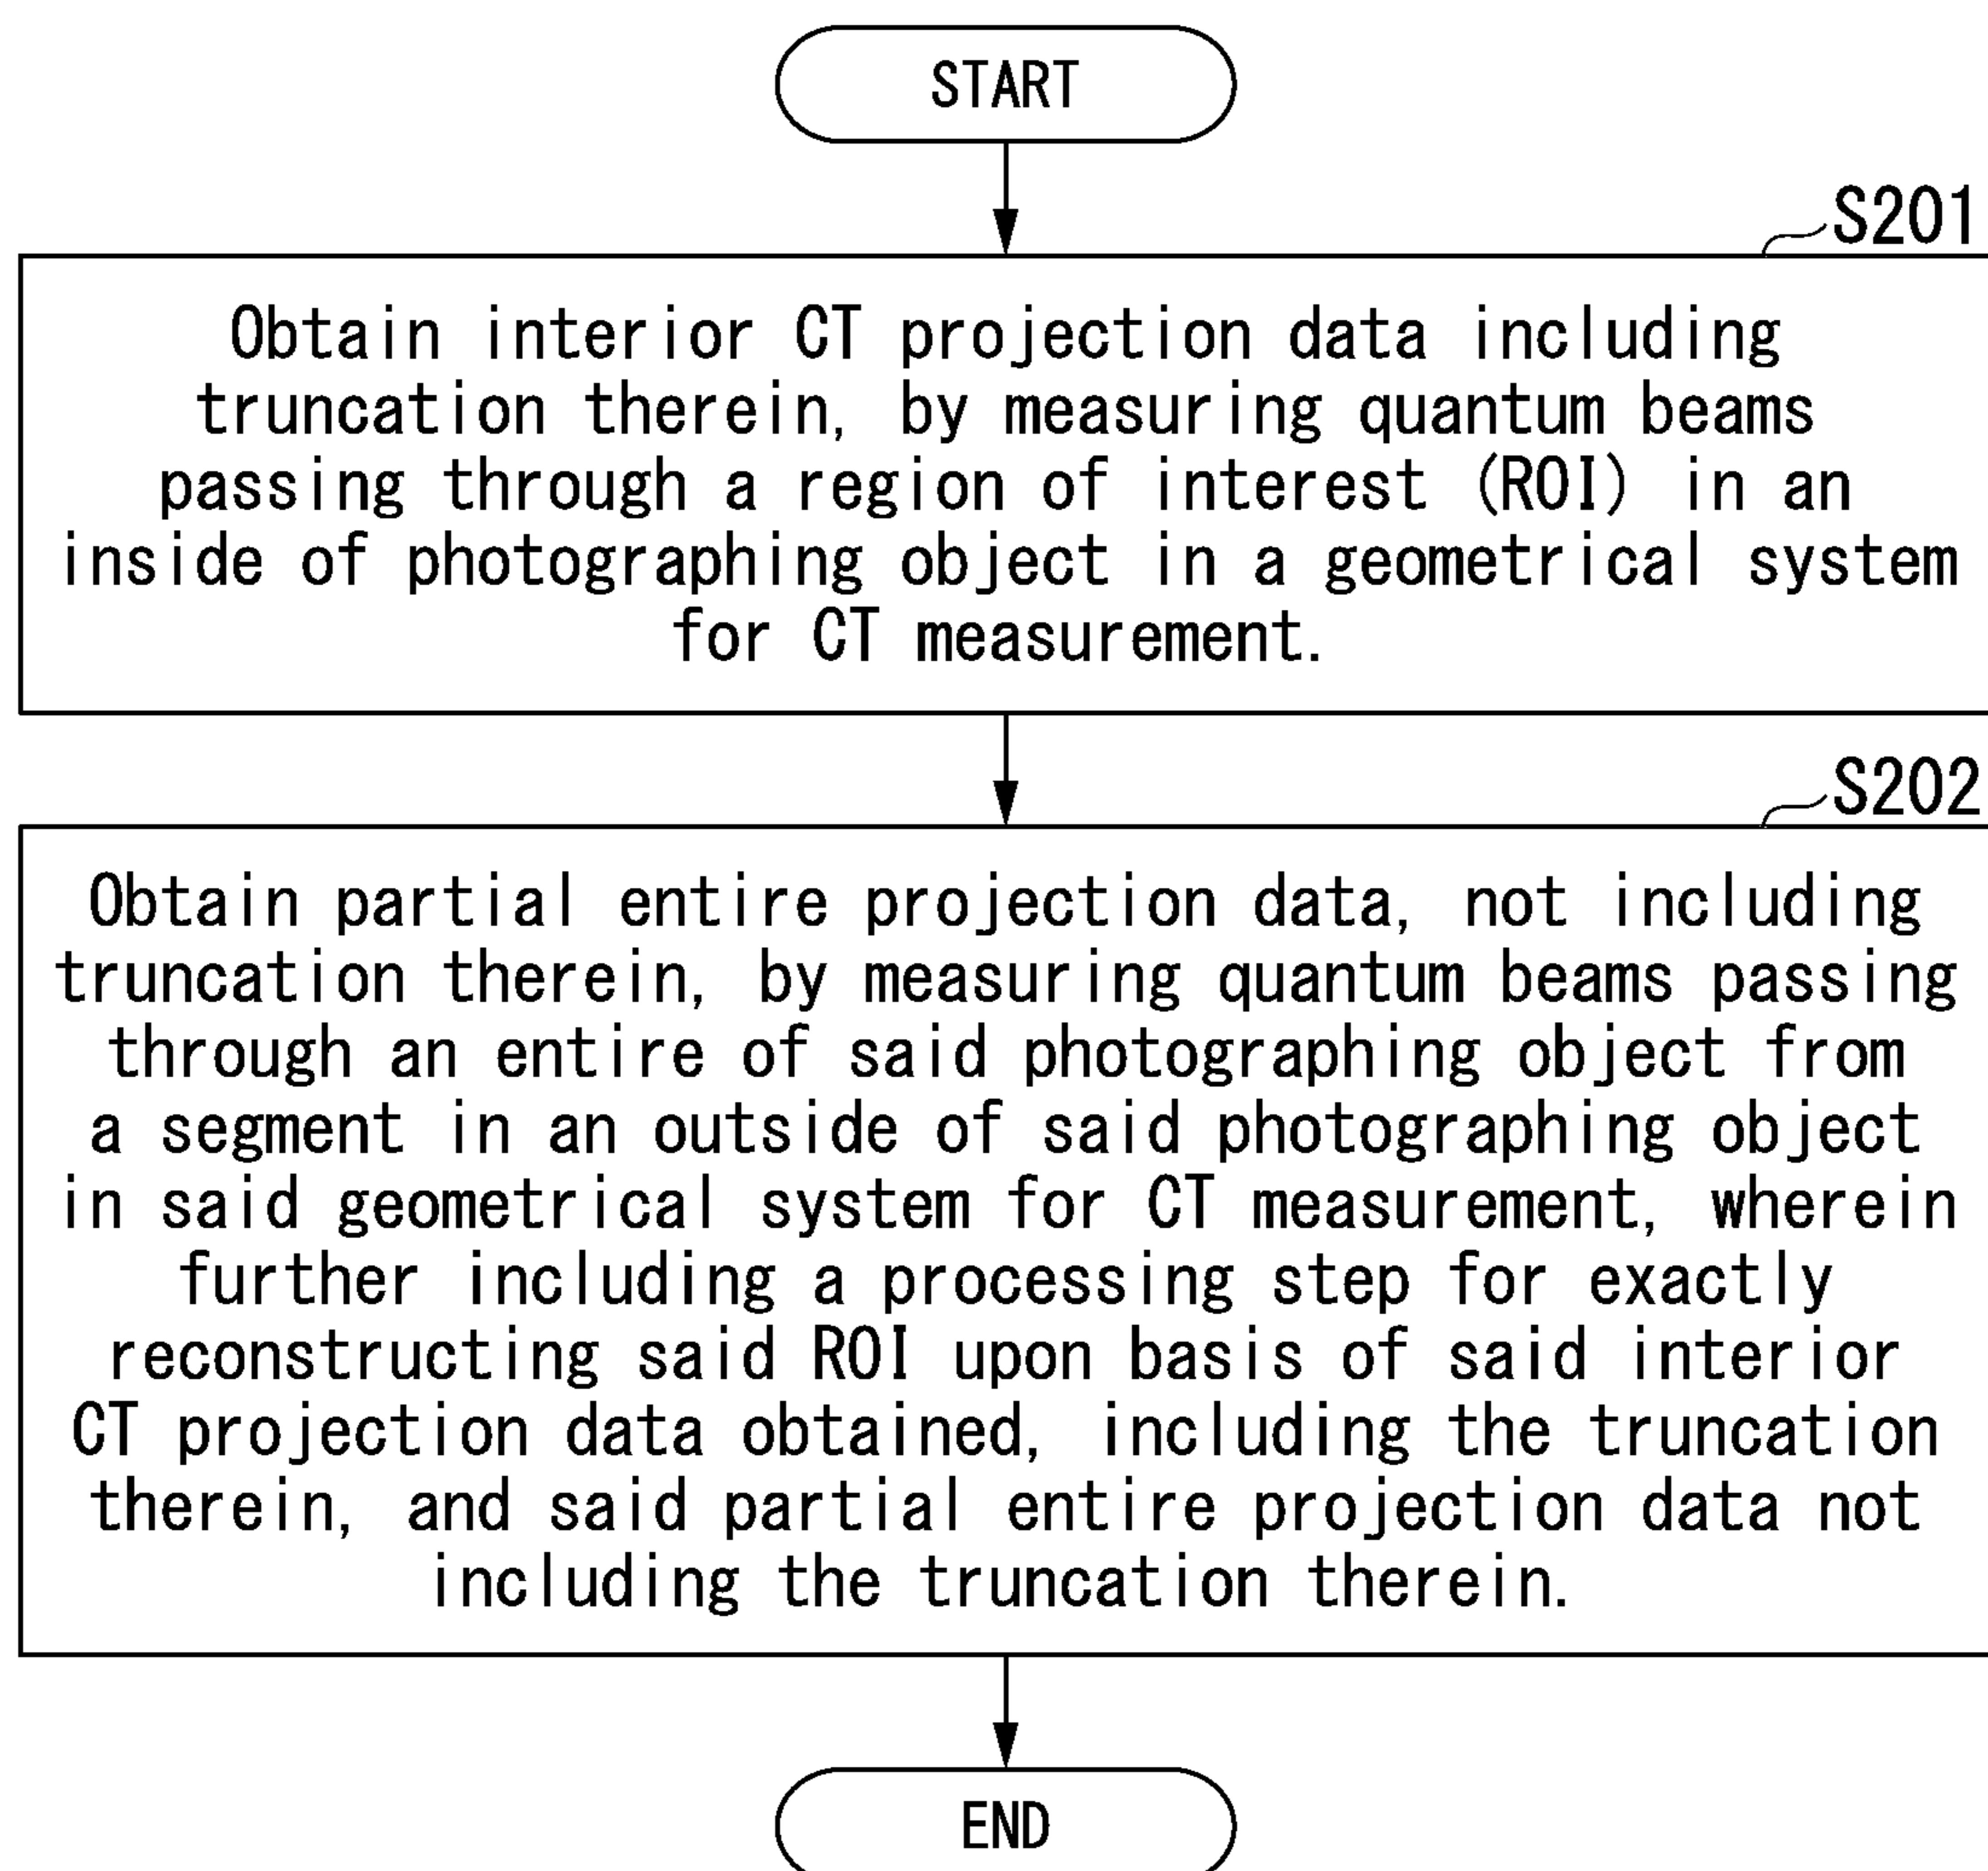 START
S201
Obtain interior CT projection data including
truncation therein, by measuring quantum beams
passing through a region of interest (ROI) in an
inside of photographing object in a geometrical system
for CT measurement.
S202
Obtain partial entire projection data, not including
truncation therein, by measuring quantum beams passing
through an entire of said photographing object from
a segment in an outside of said photographing object
in said geometrical system for CT measurement, wherein
further including a processing step for exactly
reconstructing said ROI upon basis of said interior
CT projection data obtained, including the truncation
therein, and said partial entire projection data not
including the truncation therein.
END